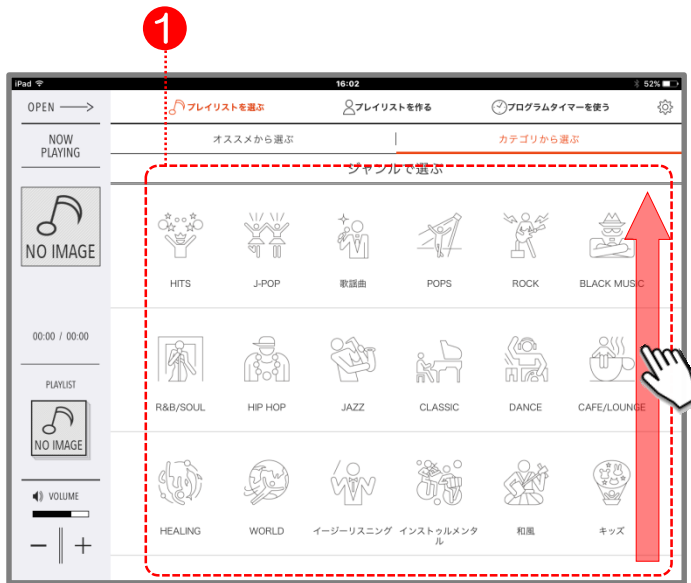 1
iPad 16:02 52%
OPEN
プレイリストを選ぶ
プレイリストを作る
プログラムタイマーを使う
NOW
PLAYING
オススメから選ぶ
カテゴリから選ぶ
ジャンルで選ぶ
NO IMAGE
HITS
J-POP
歌謡曲
POPS
ROCK
BLACK MUSIC
00:00 / 00:00
PLAYLIST
NO IMAGE
R&B/SOUL
HIP HOP
JAZZ
CLASSIC
DANCE
CAFE/LOUNGE
VOLUME
HEALING
WORLD
イージーリスニング
インストゥルメンタ
ル
和風
キッズ